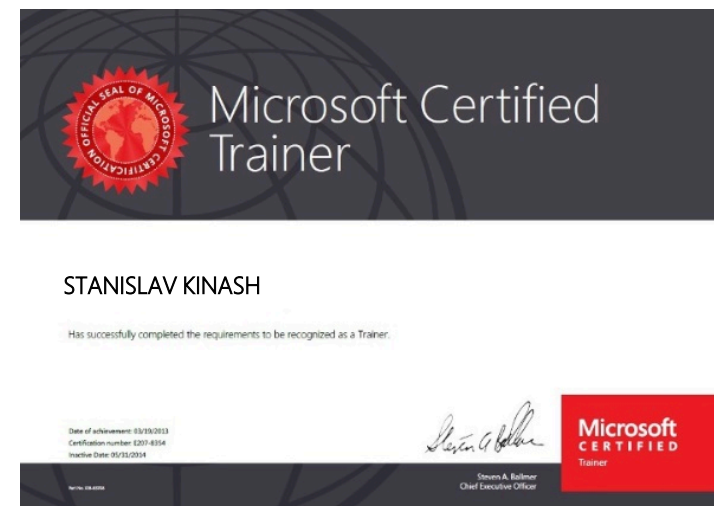 OFFICIAL SEAL OF MICROSOFT CERTIFICATION
Microsoft Certified
Trainer
STANISLAV KINASH
Has successfully completed the requirements to be recognized as a Trainer.
Date of achievement: 03/19/2013
Certification number: E207-8354
Inactive Date: 05/31/2014
Steven A. Ballmer
Chief Executive Officer
Microsoft
CERTIFIED
Trainer